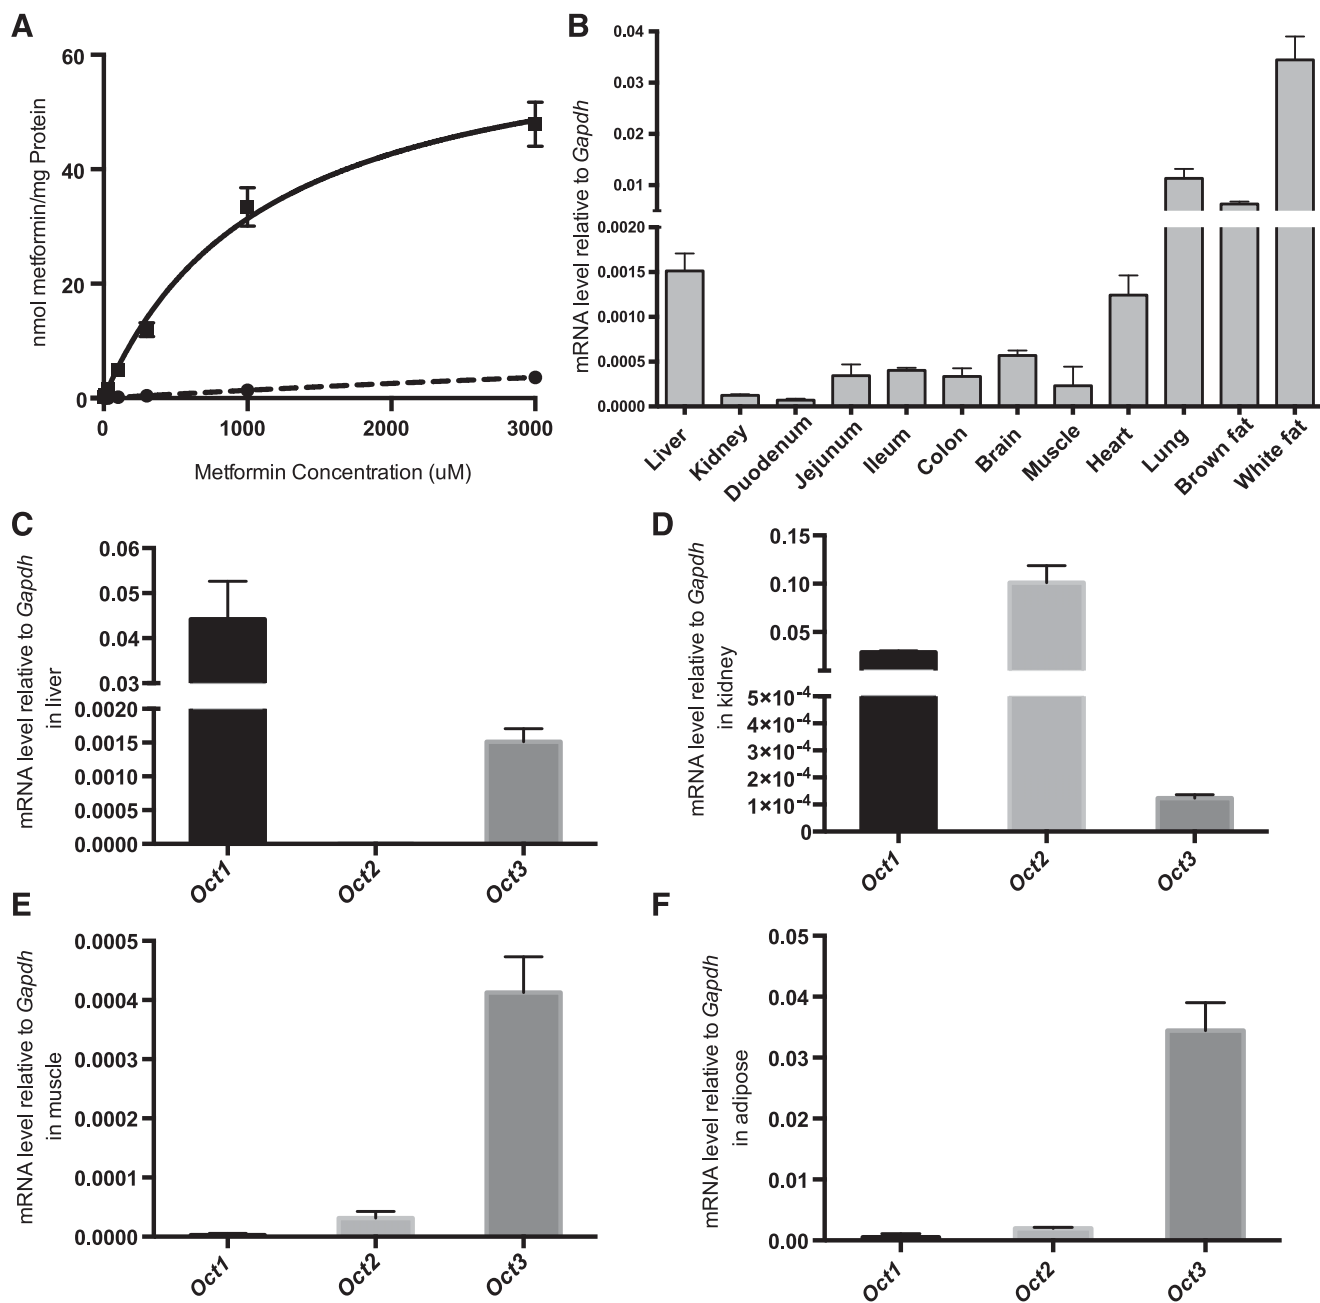 A
60
40
20
0
nmol metformin/mg Protein
0 1000 2000 3000
Metformin Concentration (uM)
B
0.04
0.03
0.02
0.01
0.0020
0.0015
0.0010
0.0005
0.0000
mRNA level relative to Gapdh
Liver
Kidney
Duodenum
Jejunum
Ileum
Colon
Brain
Muscle
Heart
Lung
Brown fat
White fat
C
0.06
0.05
0.04
0.03
0.0020
0.0015
0.0010
0.0005
0.0000
mRNA level relative to Gapdh
in liver
Oct1
Oct2
Oct3
D
0.15
0.10
0.05
5×10-4
4×10-4
3×10-4
2×10-4
1×10-4
0
mRNA level relative to Gapdh
in kidney
Oct1
Oct2
Oct3
E
0.0005
0.0004
0.0003
0.0002
0.0001
0.0000
mRNA level relative to Gapdh
in muscle
Oct1
Oct2
Oct3
F
0.05
0.04
0.03
0.02
0.01
0.00
mRNA level relative to Gapdh
in adipose
Oct1
Oct2
Oct3